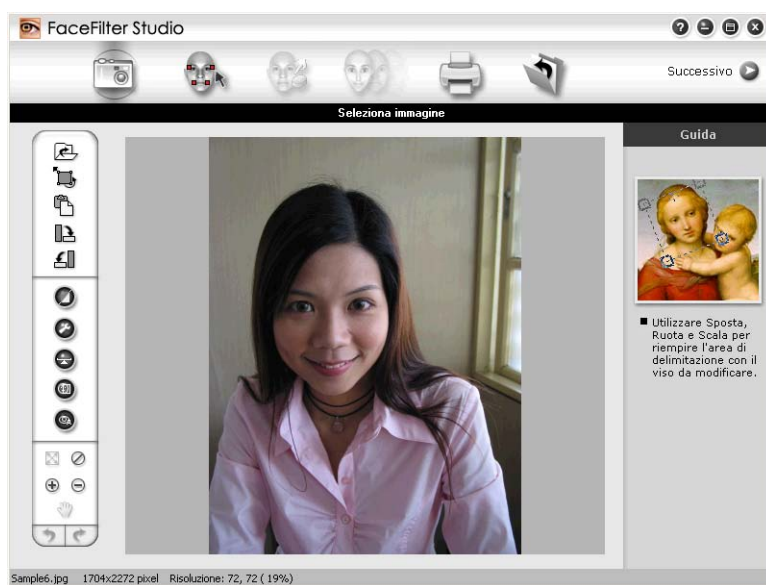 FaceFilter Studio
Successivo
Seleziona immagine
Guida
Utilizzare Sposta,
Ruota e Scala per
riempire l'area di
delimitazione con il
viso da modificare.
Sample6.jpg 1704x2272 pixel Risoluzione: 72, 72 ( 19%)